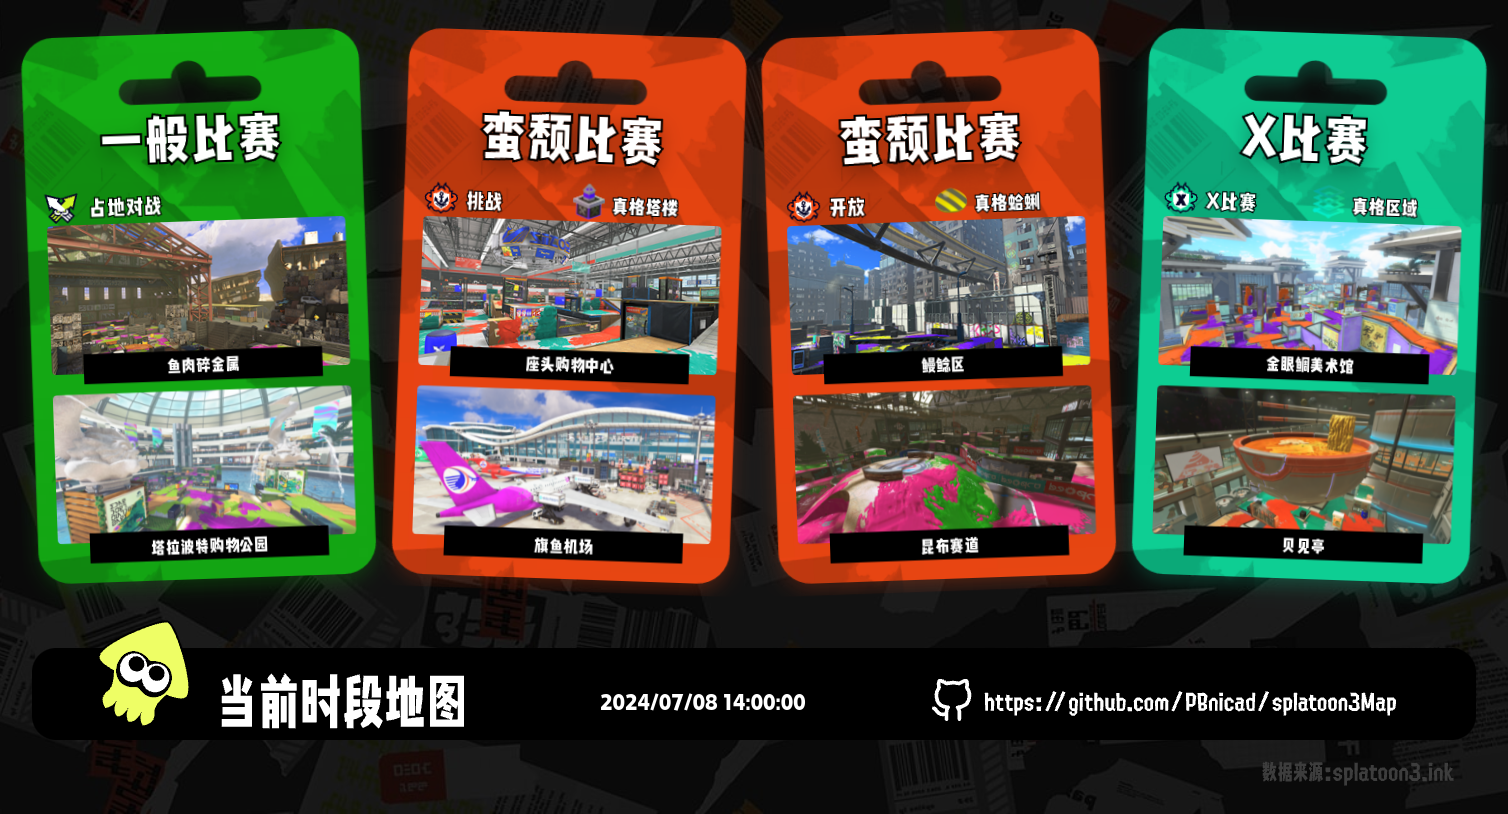 一般比赛
占地对战
鱼肉碎金属
塔拉波特购物公园
蛮颓比赛
挑战
真格塔楼
座头购物中心
旗鱼机场
蛮颓比赛
开放
真格蛤蜊
鳗鲶区
昆布赛道
X比赛
X比赛
真格区域
金眼鲷美术馆
贝见亭
当前时段地图
2024/07/08 14:00:00
https://github.com/PBnicad/splatoon3Map
数据来源:splatoon3.ink